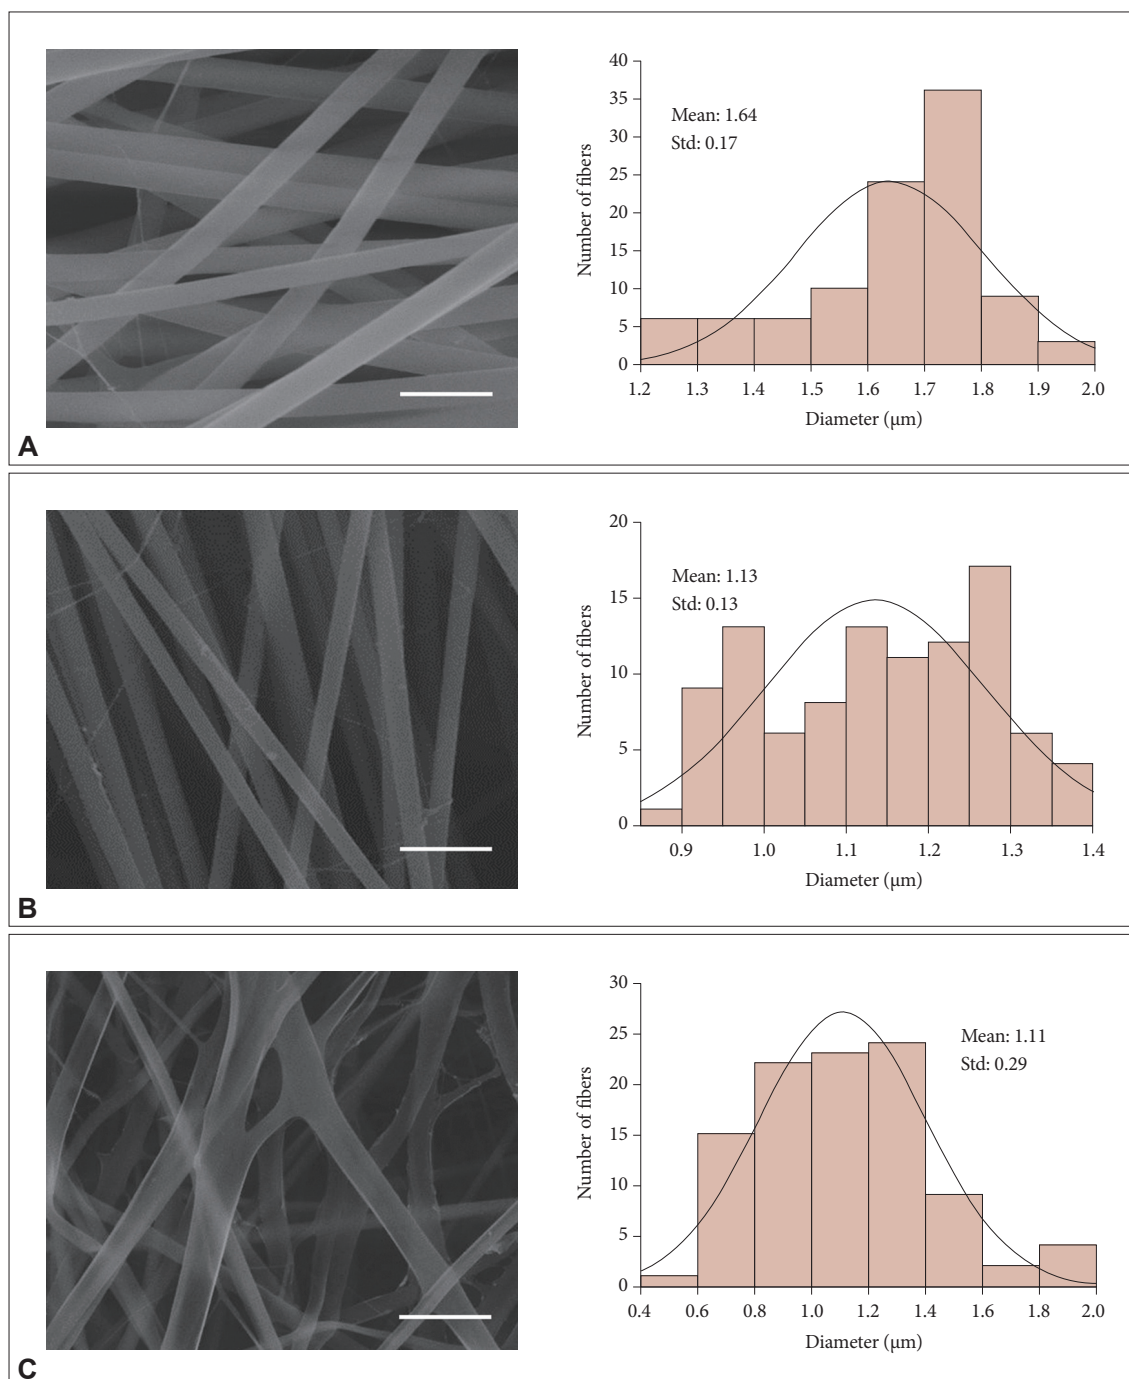 Mean: 1.64
Std: 0.17
Number of fibers
40
35
30
25
20
15
10
5
0
1.2 1.3 1.4 1.5 1.6 1.7 1.8 1.9 2.0
Diameter (μm)
A
Mean: 1.13
Std: 0.13
Number of fibers
20
15
10
5
0
0.9 1.0 1.1 1.2 1.3 1.4
Diameter (μm)
B
Mean: 1.11
Std: 0.29
Number of fibers
30
25
20
15
10
5
0
0.4 0.6 0.8 1.0 1.2 1.4 1.6 1.8 2.0
Diameter (μm)
C